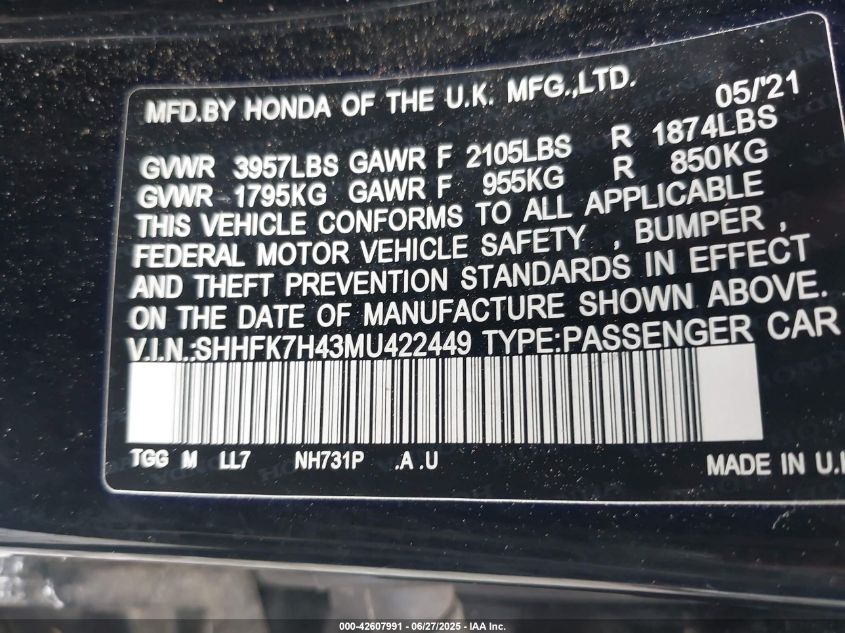 MFD.BY HONDA OF THE U.K. MFG.,LTD. 05/'21
GVWR 3957LBS GAWR F 2105LBS R 1874LBS
GVWR 1795KG GAWR F 955KG R 850KG
THIS VEHICLE CONFORMS TO ALL APPLICABLE
FEDERAL MOTOR VEHICLE SAFETY , BUMPER ,
AND THEFT PREVENTION STANDARDS IN EFFECT
ON THE DATE OF MANUFACTURE SHOWN ABOVE.
V.I.N.:SHHFK7H43MU422449 TYPE:PASSENGER CAR
TGG M LL7 NH731P .A .U MADE IN U.K
000-42607991 - 06/27/2025 - IAA Inc.